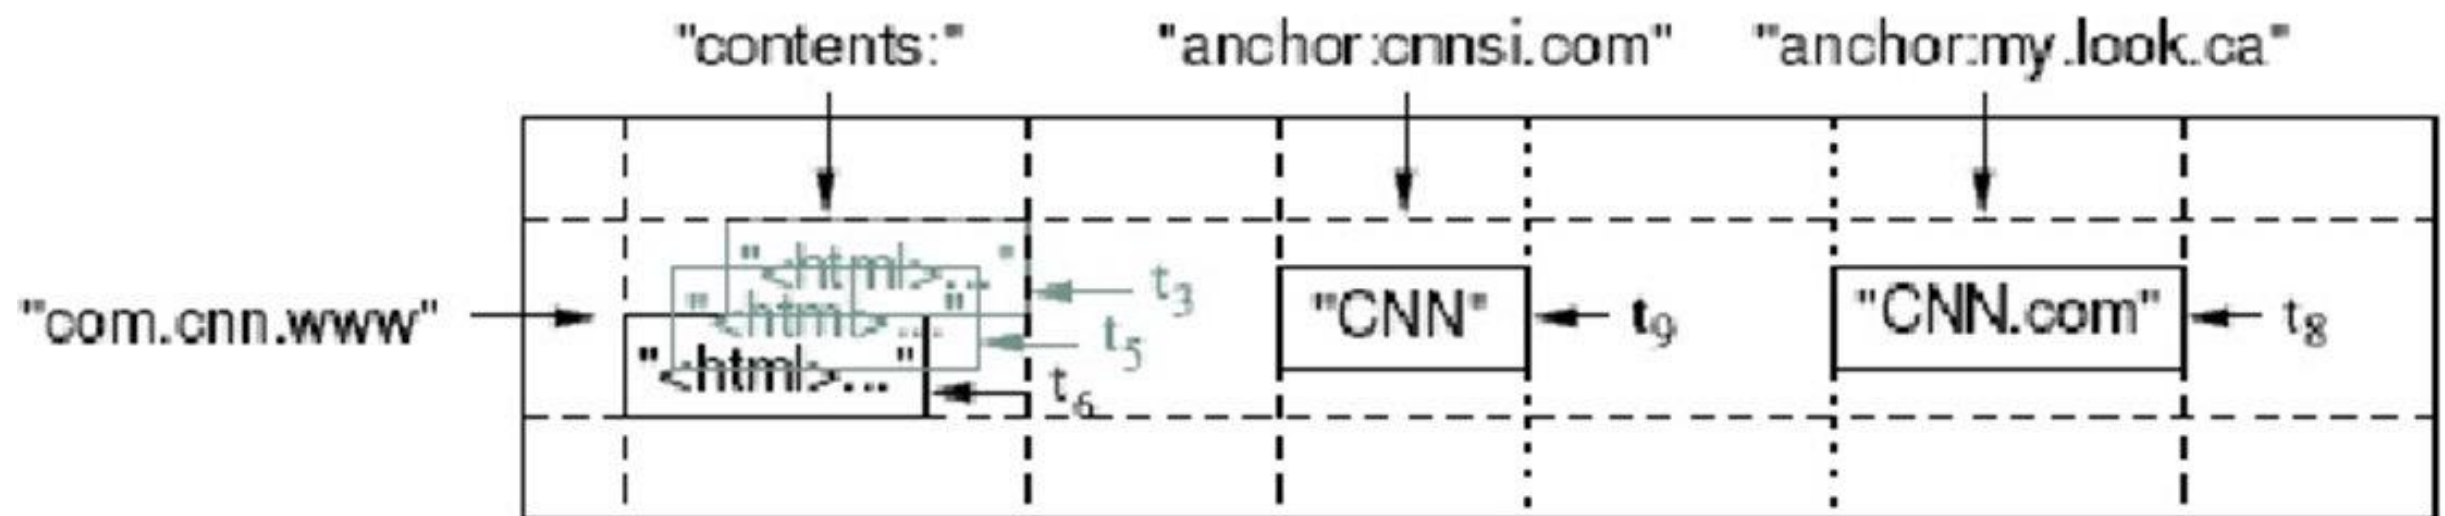 "contents:" "anchor:cnnsi.com" "anchor:my.look.ca"
"<html>..."
t3
"<html>..."
"com.cnn.www" "CNN" t9 "CNN.com" t8
t5
"<html>..."
t6